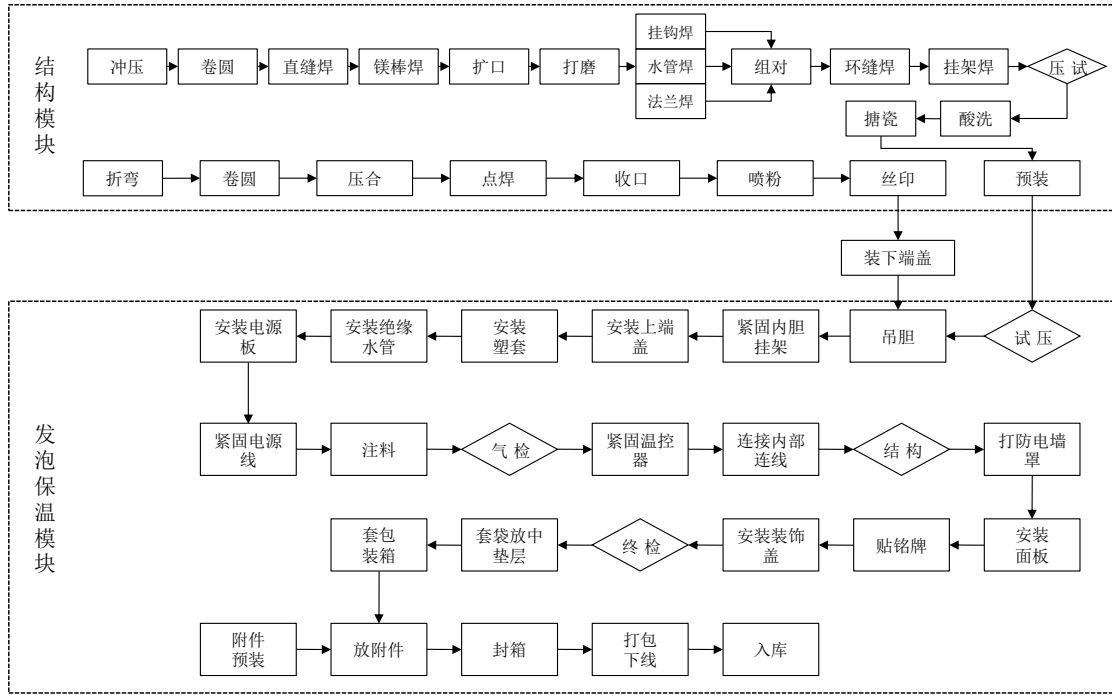 结构模块
挂钩焊
冲压
卷圆
直缝焊
镁棒焊
扩口
打磨
水管焊
组对
环缝焊
挂架焊
压 试
法兰焊
搪瓷
酸洗
折弯
卷圆
压合
点焊
收口
喷粉
丝印
预装
装下端盖
发泡保温模块
安装电源
板
安装绝缘
水管
安装
塑套
安装上端
盖
紧固内胆
挂架
吊胆
试 压
紧固电源
线
注料
气 检
紧固温控
器
连接内部
连线
结 构
打防电墙
罩
套包
装箱
套袋放中
垫层
终 检
安装装饰
盖
贴铭牌
安装
面板
附件
预装
放附件
封箱
打包
下线
入库